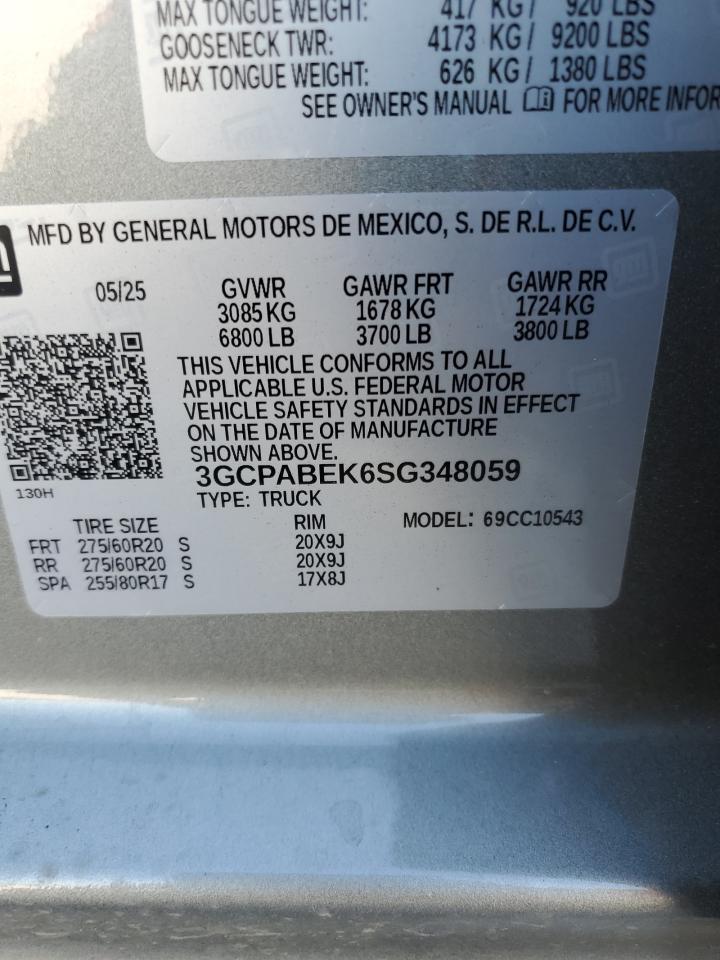 MAX TONGUE WEIGHT: 417 KG / 920 LBS
GOOSENECK TWR: 4173 KG / 9200 LBS
MAX TONGUE WEIGHT: 626 KG / 1380 LBS
SEE OWNER'S MANUAL FOR MORE INFOR
MFD BY GENERAL MOTORS DE MEXICO, S. DE R.L. DE C.V.
05/25 GVWR GAWR FRT GAWR RR
3085 KG 1678 KG 1724 KG
6800 LB 3700 LB 3800 LB
THIS VEHICLE CONFORMS TO ALL
APPLICABLE U.S. FEDERAL MOTOR
VEHICLE SAFETY STANDARDS IN EFFECT
ON THE DATE OF MANUFACTURE
SHOWN ABOVE.
3GCPABEK6SG348059
130H
TYPE: TRUCK
TIRE SIZE RIM MODEL: 69CC10543
FRT 275/60R20 S 20X9J
RR 275/60R20 S 20X9J
SPA 255/80R17 S 17X8J